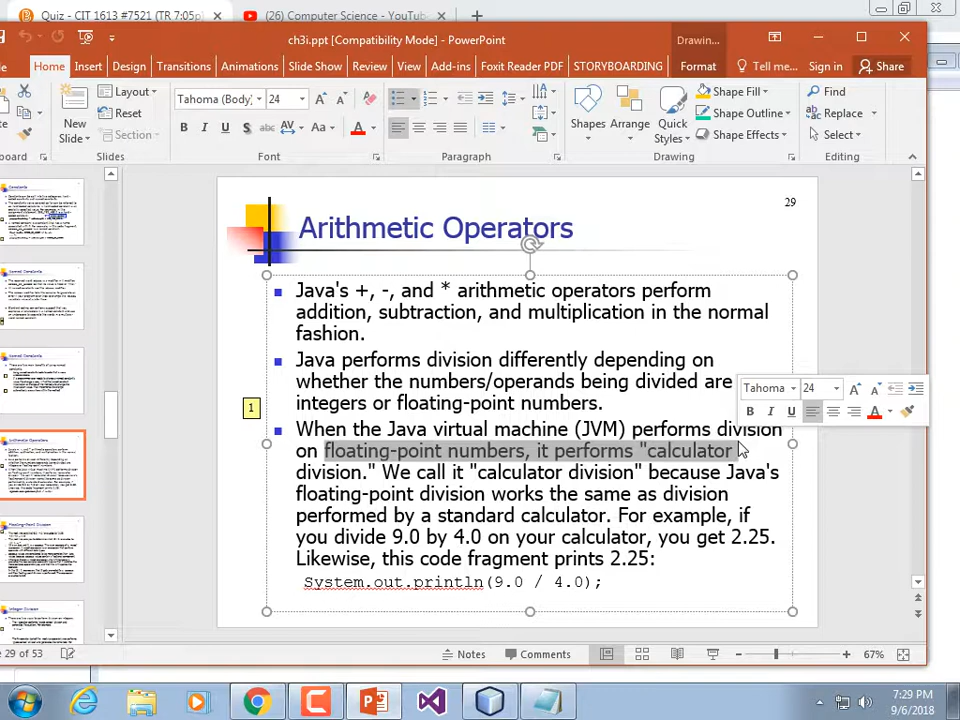 Quiz - CIT 1613 #7521 (TR 7:05p
(26) Computer Science - YouTub
ch3i.ppt [Compatibility Mode] - PowerPoint
Drawin...
Home Insert Design Transitions Animations Slide Show Review View Add-ins Foxit Reader PDF STORYBOARDING Format Tell me... Sign in Share
New Slide
Layout
Reset
Section
Tahoma (Body) 24
B I U S abc AV Aa A
Shapes
Arrange
Quick Styles
Shape Fill
Shape Outline
Shape Effects
Find
Replace
Select
Slides Font Paragraph Drawing Editing
29
Arithmetic Operators
Java's +, -, and * arithmetic operators perform
addition, subtraction, and multiplication in the normal
fashion.
Java performs division differently depending on
whether the numbers/operands being divided are
integers or floating-point numbers.
When the Java virtual machine (JVM) performs division
on floating-point numbers, it performs "calculator
division." We call it "calculator division" because Java's
floating-point division works the same as division
performed by a standard calculator. For example, if
you divide 9.0 by 4.0 on your calculator, you get 2.25.
Likewise, this code fragment prints 2.25:
System.out.println(9.0 / 4.0);
1
Tahoma 24
B I U A
29 of 53
Notes
Comments
67%
7:29 PM
9/6/2018